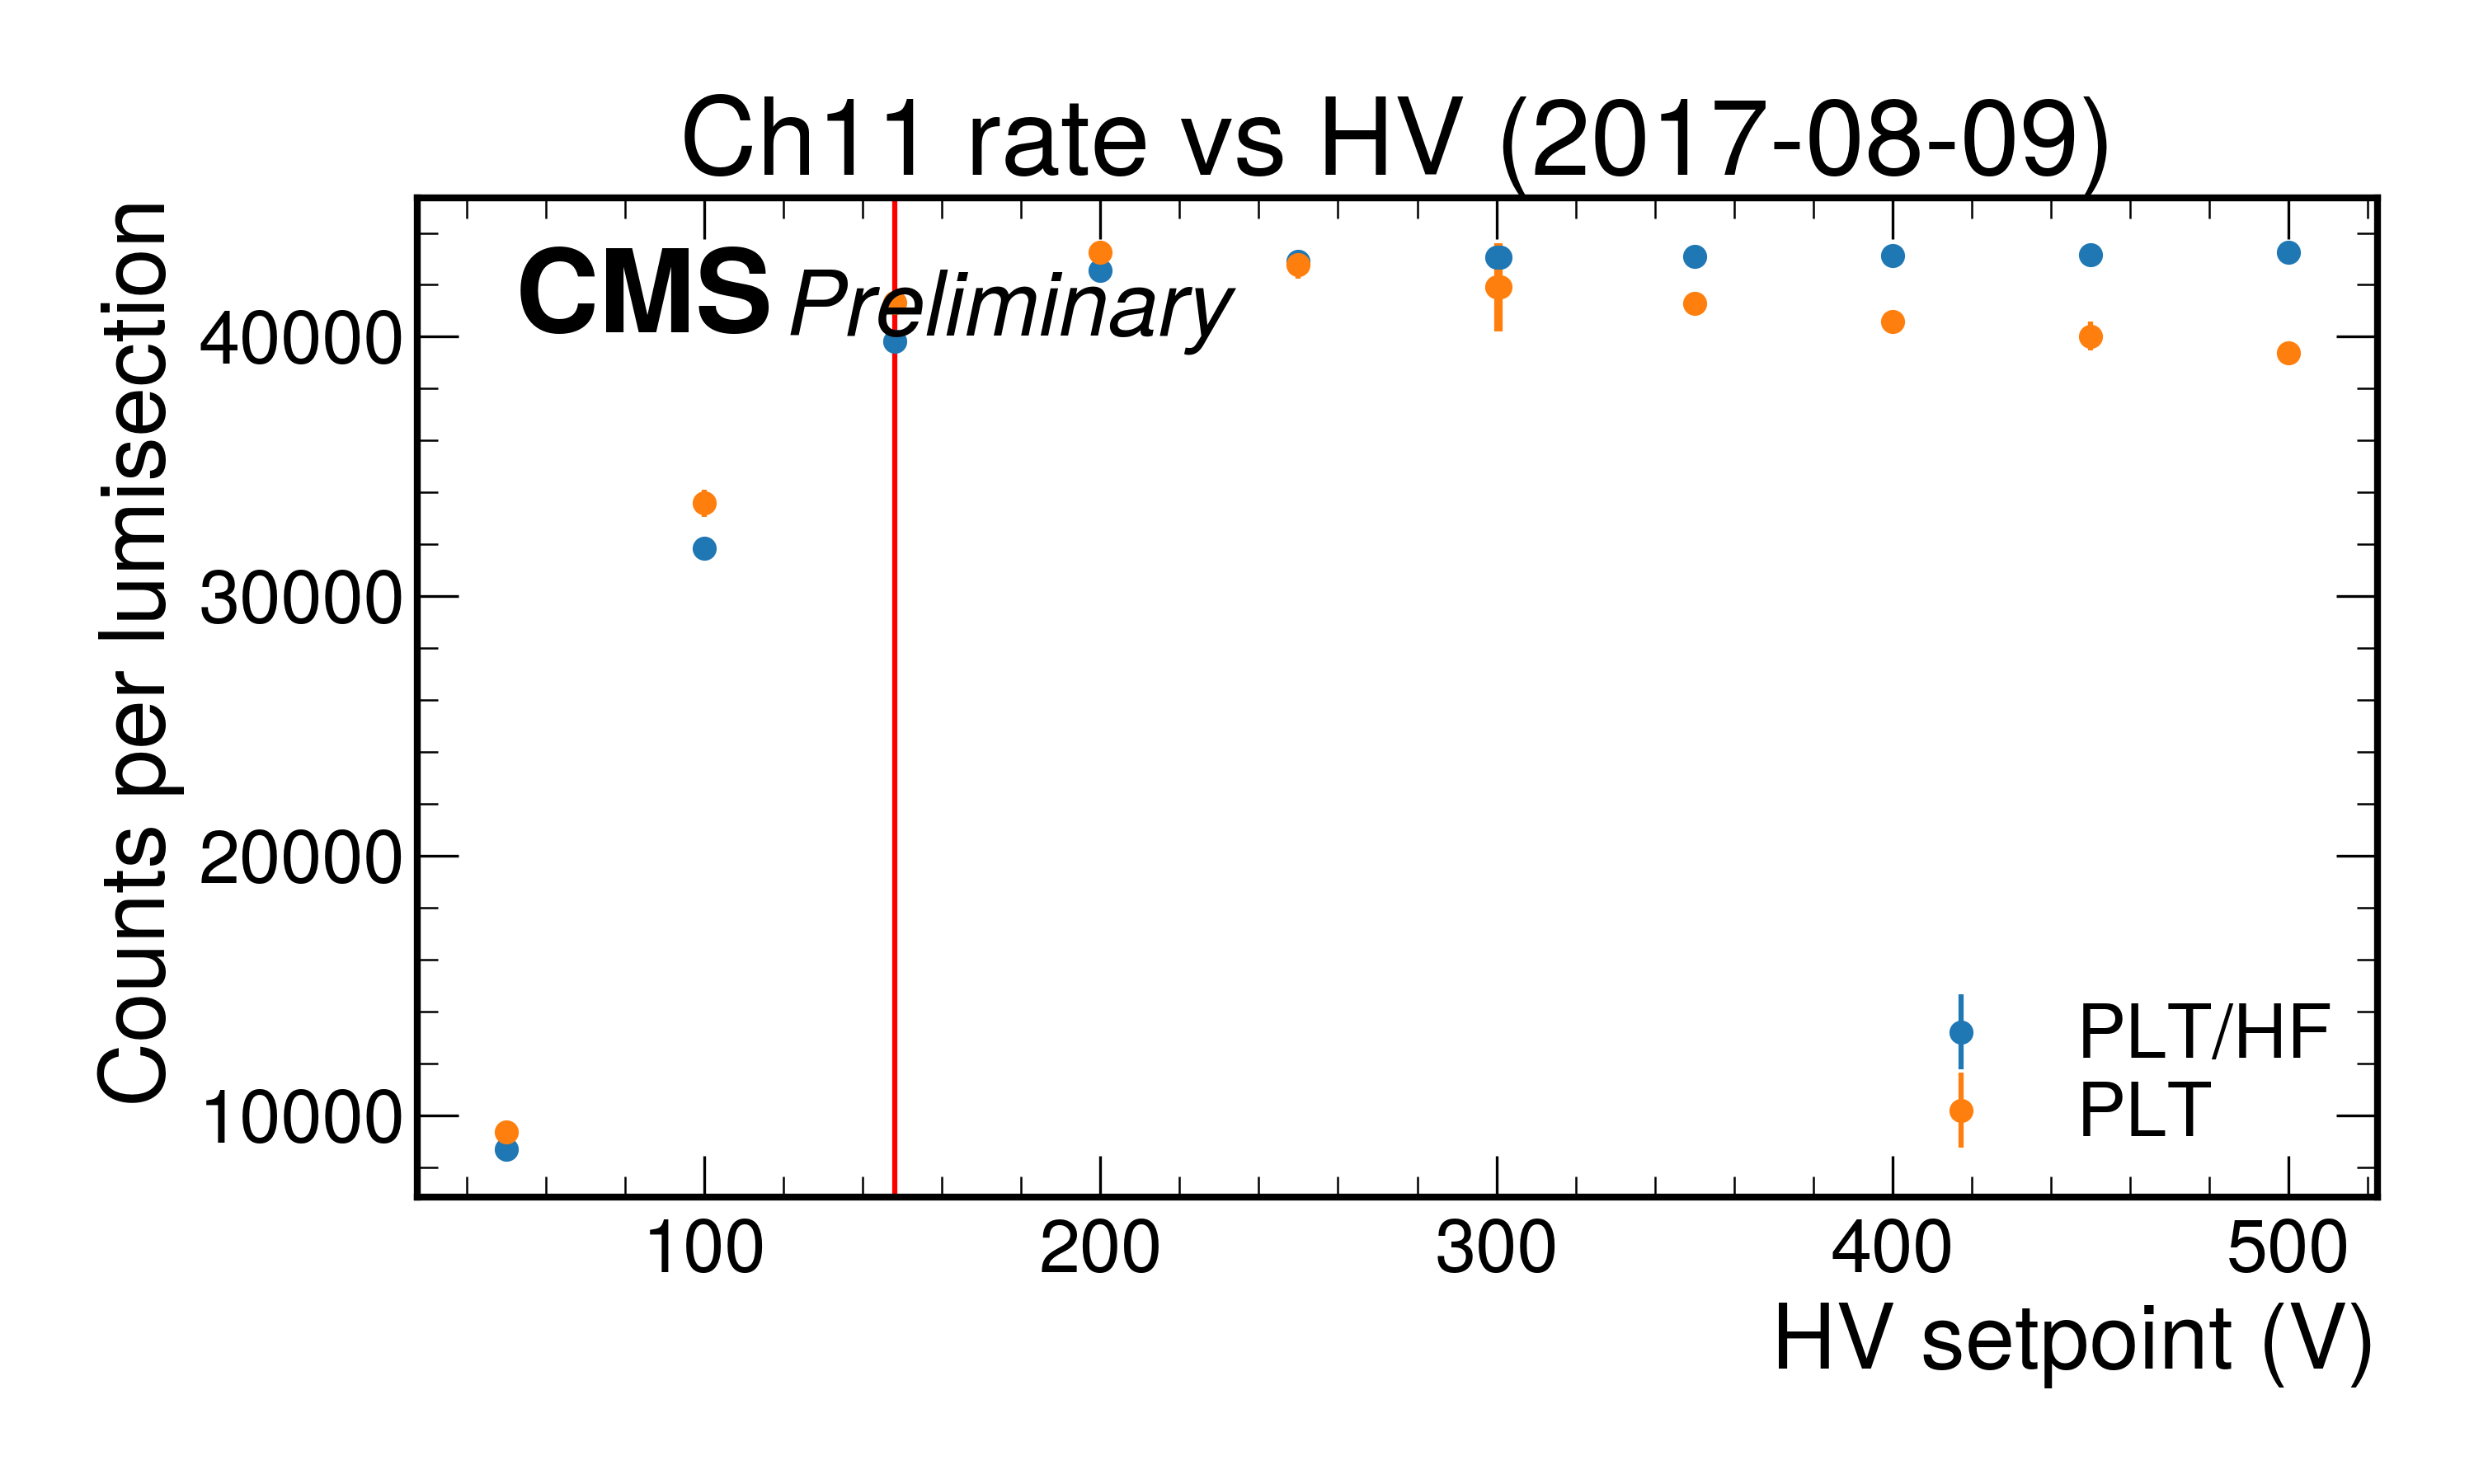 Ch11 rate vs HV (2017-08-09)
CMS Preliminary
Counts per lumisection
40000
30000
20000
10000
PLT/HF
PLT
100 200 300 400 500
HV setpoint (V)